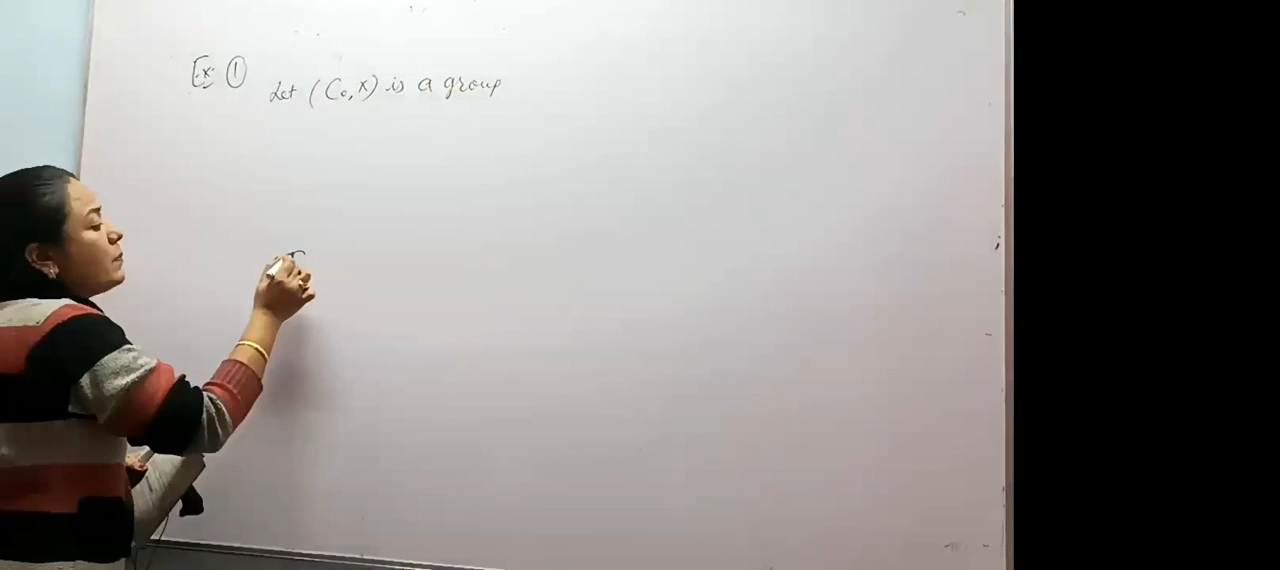 Ex: ① Let (C₀, ×) is a group